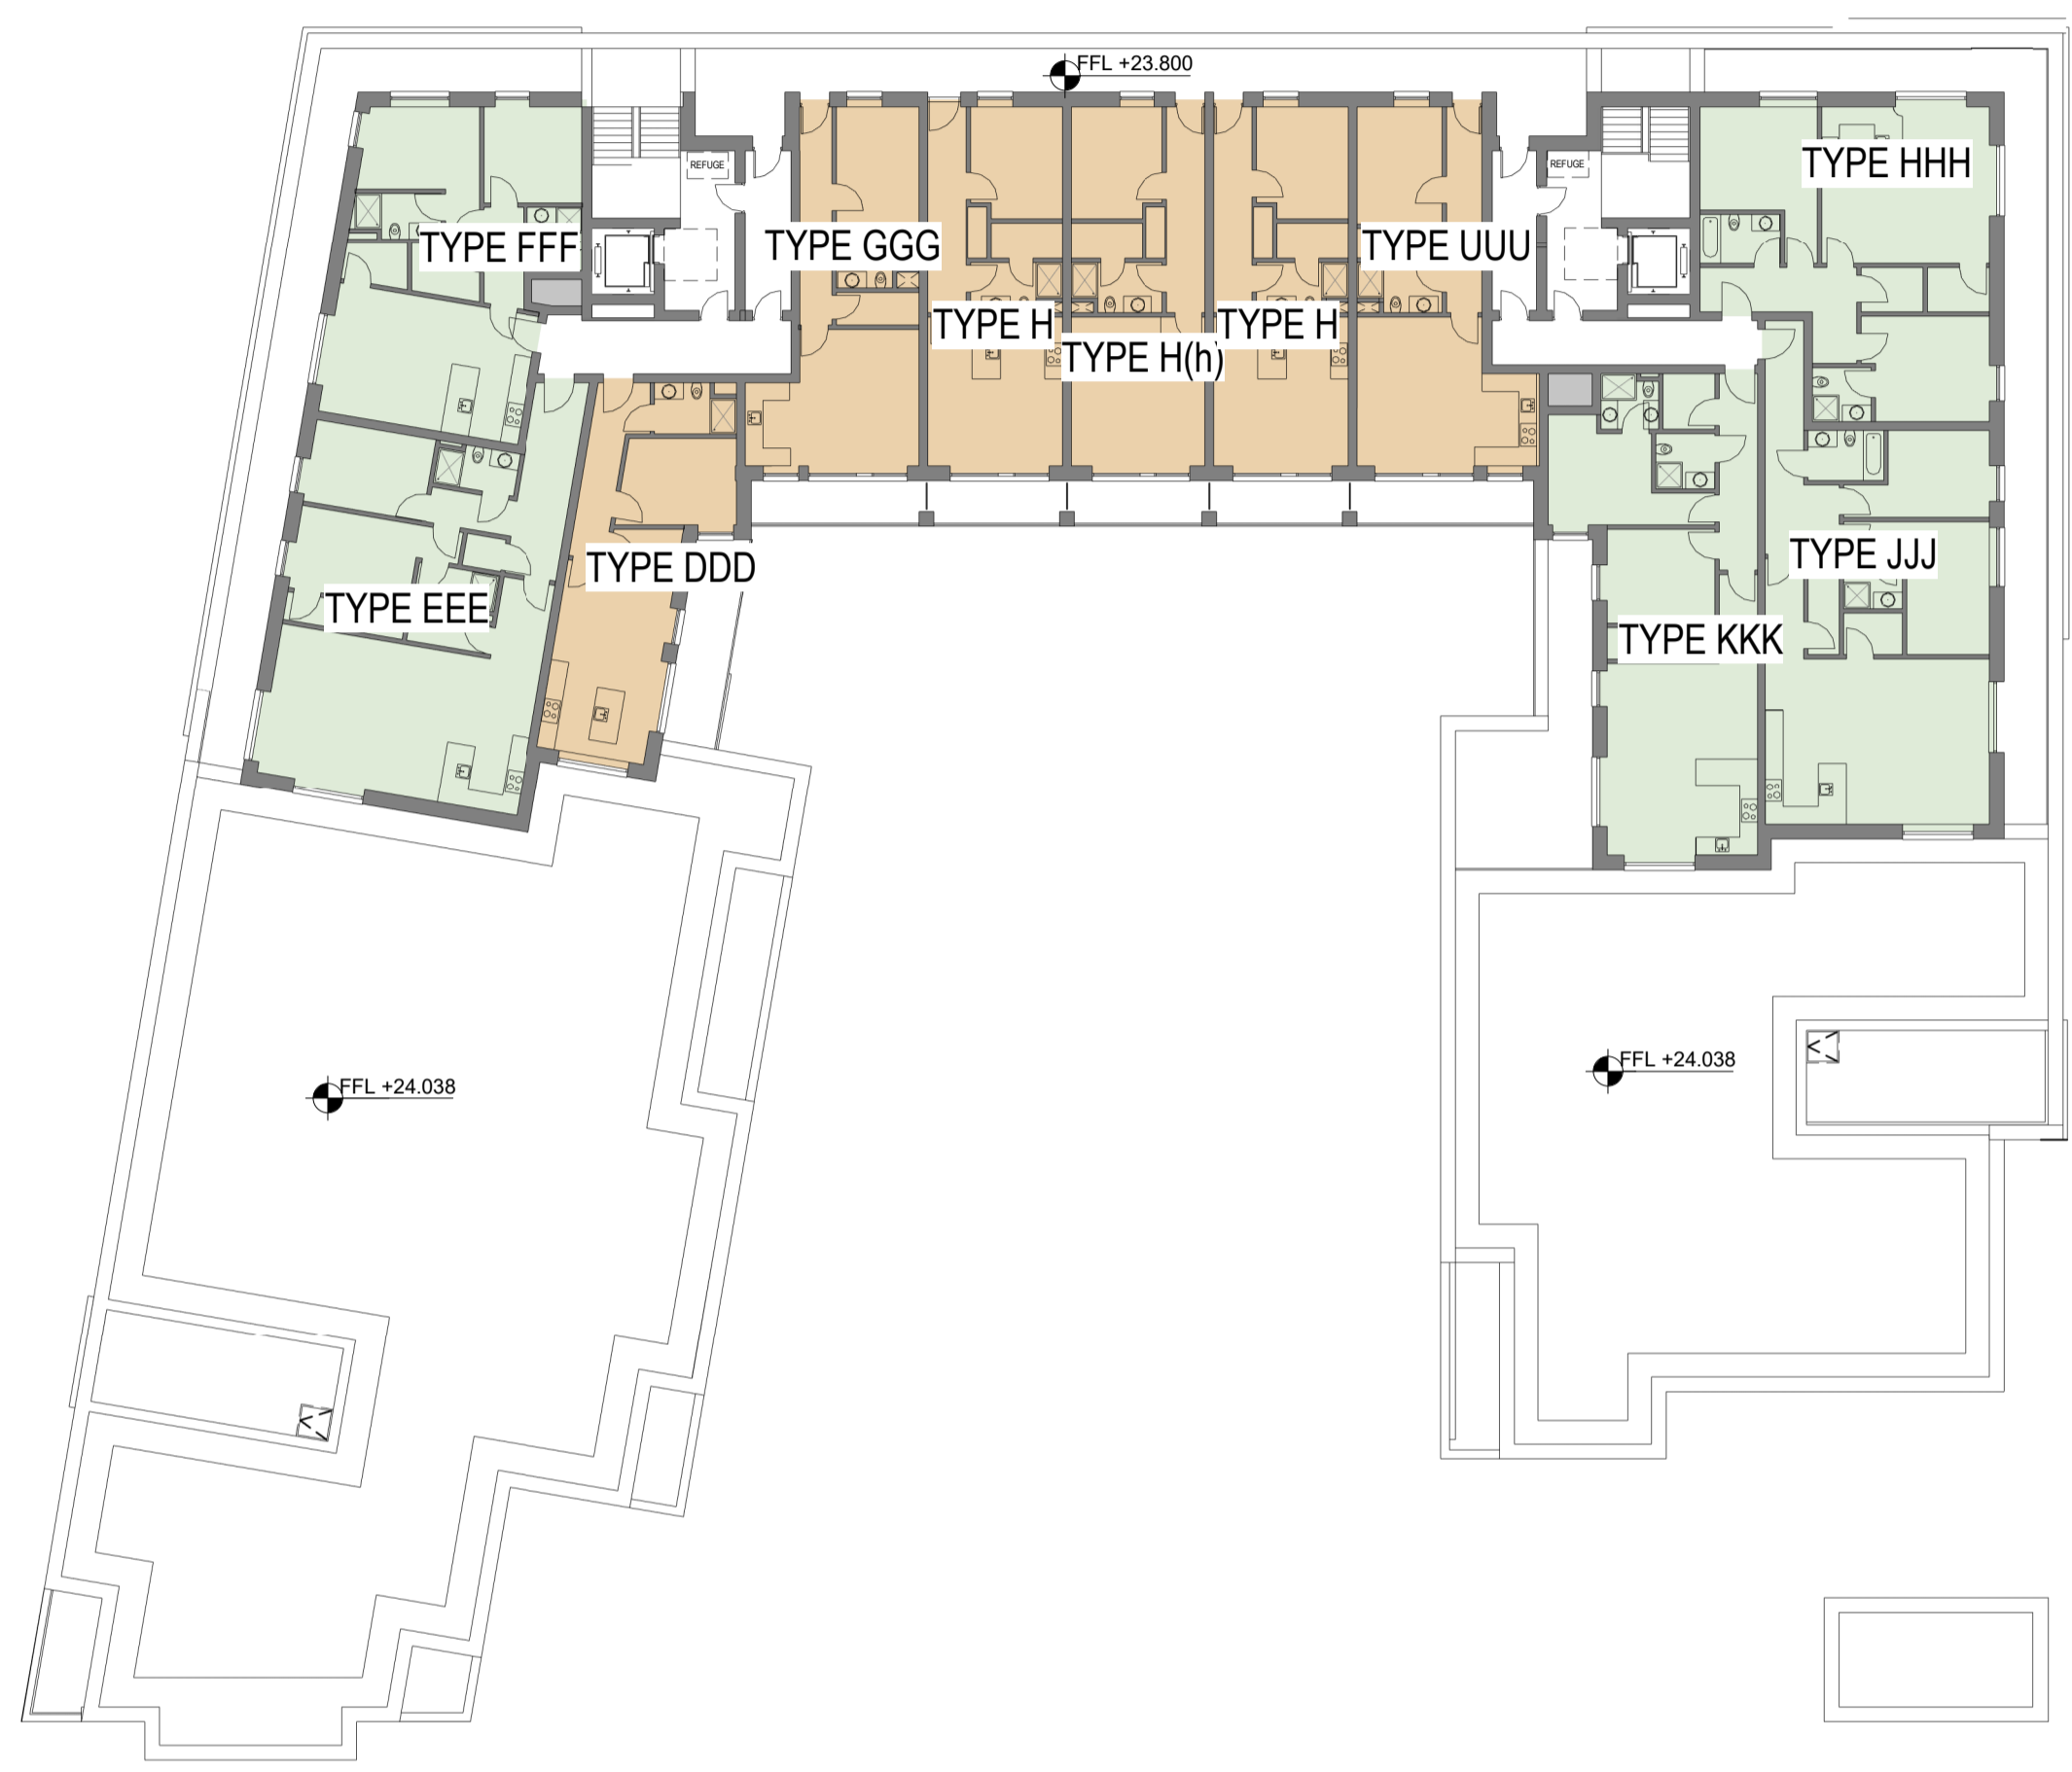 FFL +23.800
REFUGE
REFUGE
TYPE HHH
TYPE FFF
TYPE GGG
TYPE UUU
TYPE H
TYPE H
TYPE H(h)
TYPE DDD
TYPE JJJ
TYPE EEE
TYPE KKK
FFL +24.038
FFL +24.038